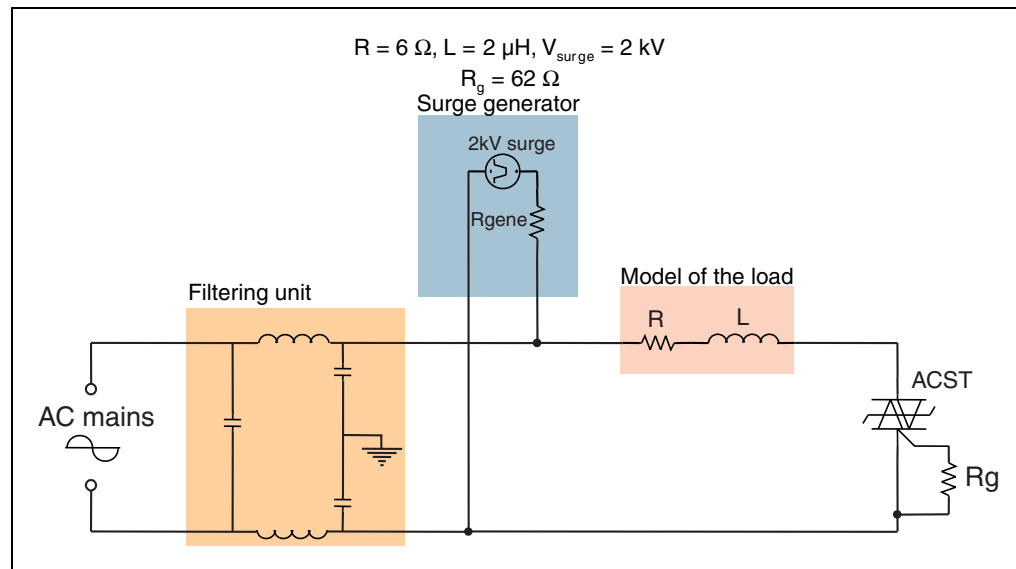 R = 6 Ω, L = 2 μH, Vsurge = 2 kV
Rg = 62 Ω
Surge generator
2kV surge
Rgene
Model of the load
Filtering unit
R L
ACST
AC mains
Rg